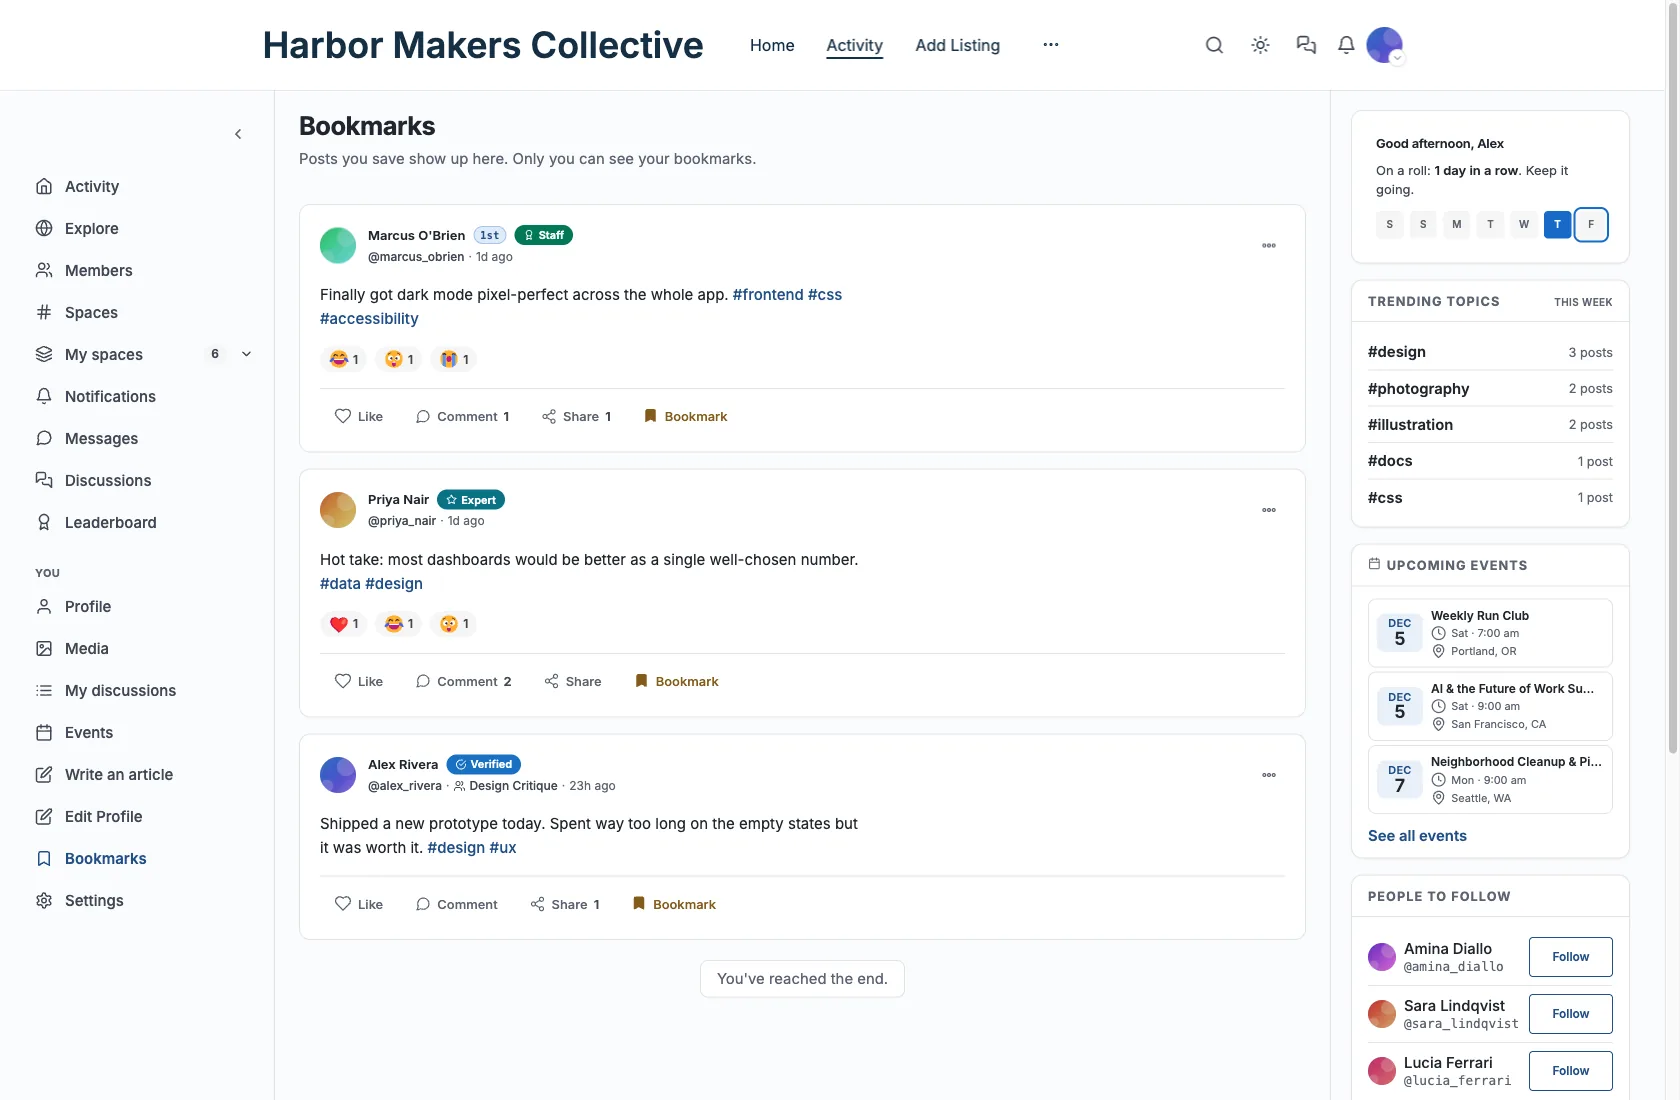 Harbor Makers Collective
Home
Activity
Add Listing
Activity
Explore
Members
Spaces
My spaces 6
Notifications
Messages
Discussions
Leaderboard
YOU
Profile
Media
My discussions
Events
Write an article
Edit Profile
Bookmarks
Settings
Bookmarks
Posts you save show up here. Only you can see your bookmarks.
Marcus O'Brien 1st Staff
@marcus_obrien · 1d ago
Finally got dark mode pixel-perfect across the whole app. #frontend #css
#accessibility
1 1 1
Like Comment 1 Share 1 Bookmark
Priya Nair Expert
@priya_nair · 1d ago
Hot take: most dashboards would be better as a single well-chosen number.
#data #design
1 1 1
Like Comment 2 Share Bookmark
Alex Rivera Verified
@alex_rivera · Design Critique · 23h ago
Shipped a new prototype today. Spent way too long on the empty states but
it was worth it. #design #ux
Like Comment Share 1 Bookmark
You've reached the end.
Good afternoon, Alex
On a roll: 1 day in a row. Keep it
going.
S S M T W T F
TRENDING TOPICS THIS WEEK
#design 3 posts
#photography 2 posts
#illustration 2 posts
#docs 1 post
#css 1 post
UPCOMING EVENTS
DEC
5
Weekly Run Club
Sat · 7:00 am
Portland, OR
DEC
5
AI & the Future of Work Su...
Sat · 9:00 am
San Francisco, CA
DEC
7
Neighborhood Cleanup & Pi...
Mon · 9:00 am
Seattle, WA
See all events
PEOPLE TO FOLLOW
Amina Diallo
@amina_diallo
Follow
Sara Lindqvist
@sara_lindqvist
Follow
Lucia Ferrari
@lucia_ferrari
Follow